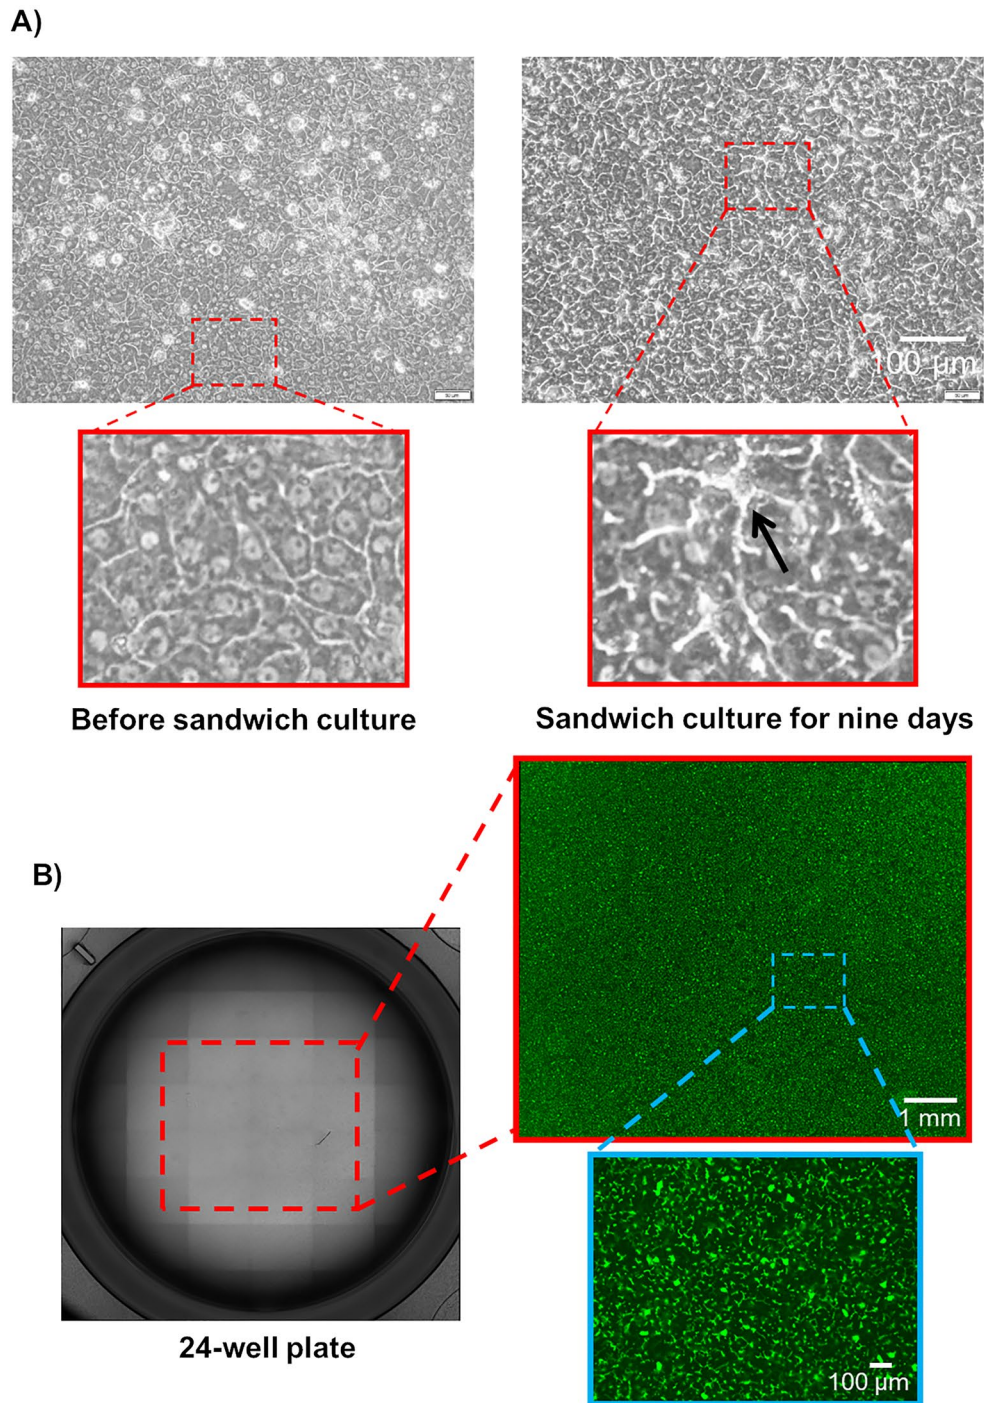 A)
100 µm
Before sandwich culture
Sandwich culture for nine days
B)
1 mm
24-well plate
100 µm